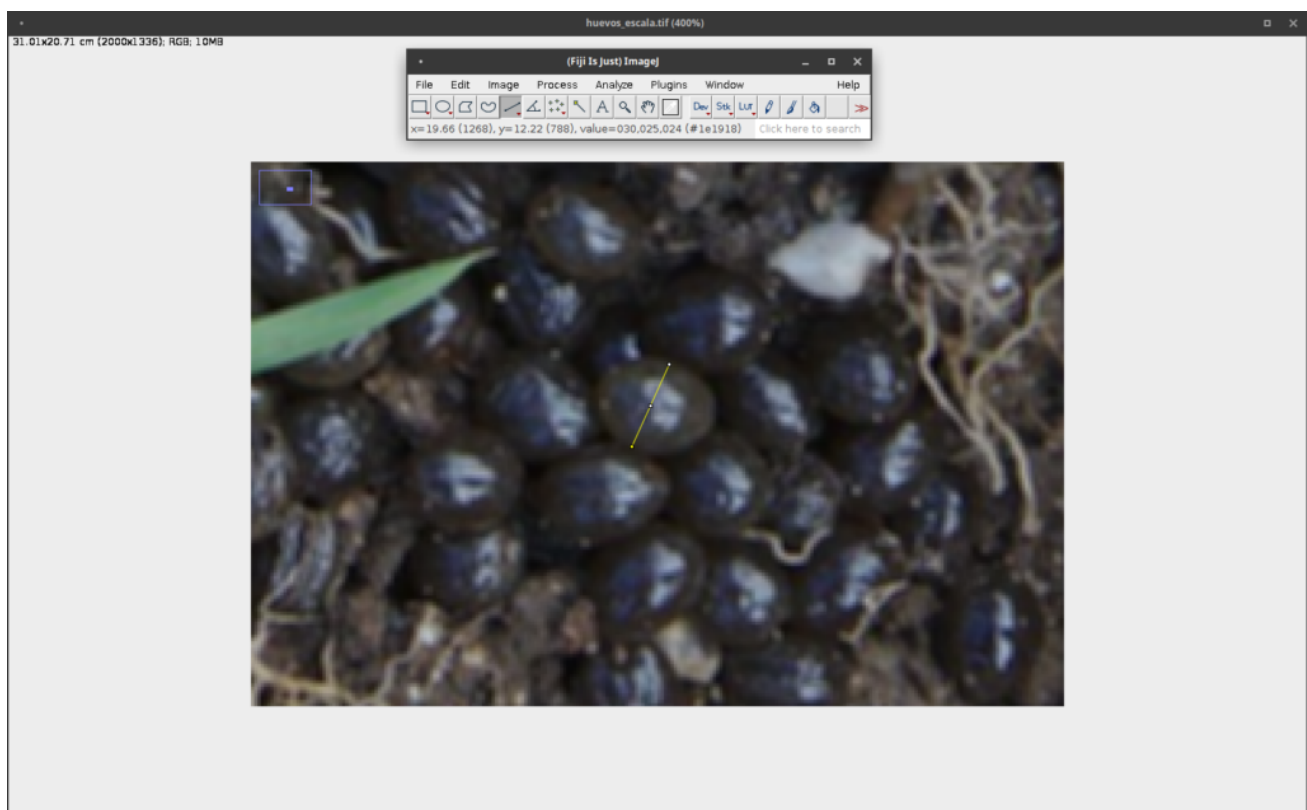 huevos_escala.tif (400%)
31.01x20.71 cm (2000x1336); RGB; 10MB
(Fiji Is Just) ImageJ
File Edit Image Process Analyze Plugins Window Help
A Dev Stk LUT
x=19.66 (1268), y=12.22 (788), value=030,025,024 (#1e1918) Click here to search